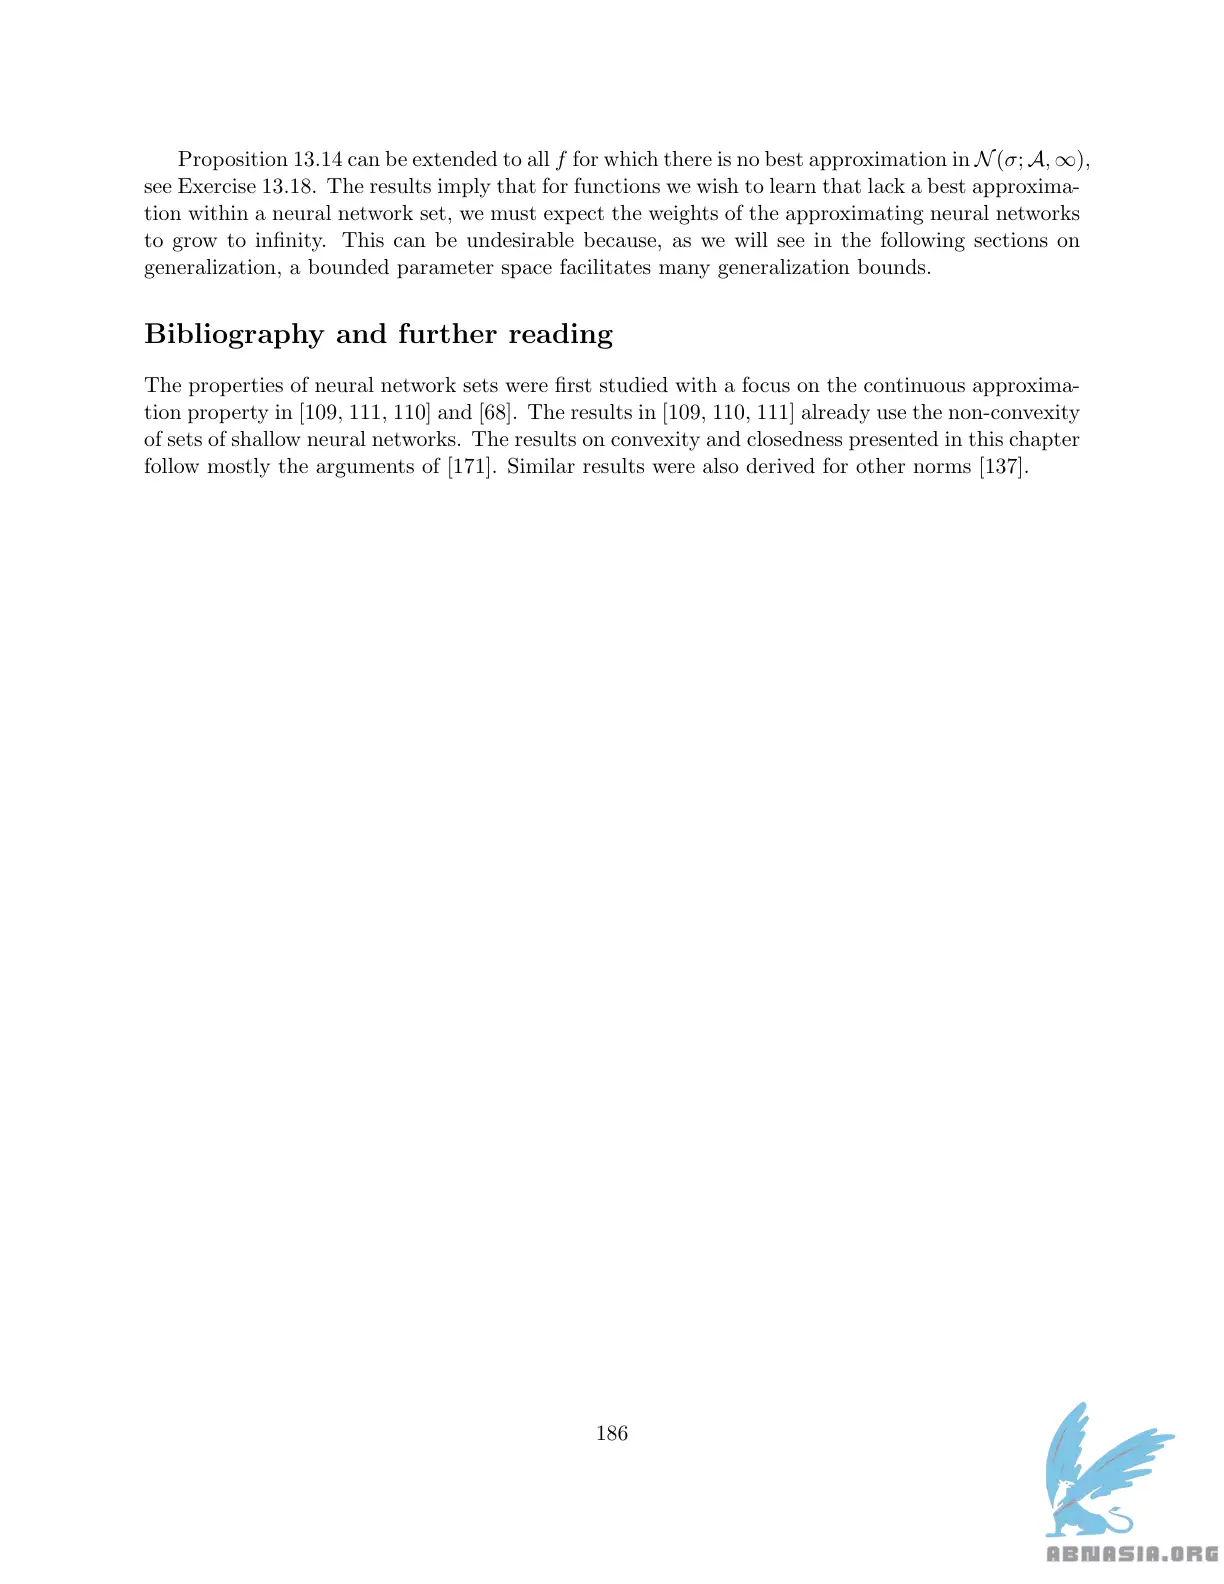 Proposition 13.14 can be extended to all f for which there is no best approximation in 𝒩(σ; 𝒜, ∞),
see Exercise 13.18. The results imply that for functions we wish to learn that lack a best approxima-
tion within a neural network set, we must expect the weights of the approximating neural networks
to grow to infinity. This can be undesirable because, as we will see in the following sections on
generalization, a bounded parameter space facilitates many generalization bounds.
Bibliography and further reading
The properties of neural network sets were first studied with a focus on the continuous approxima-
tion property in [109, 111, 110] and [68]. The results in [109, 110, 111] already use the non-convexity
of sets of shallow neural networks. The results on convexity and closedness presented in this chapter
follow mostly the arguments of [171]. Similar results were also derived for other norms [137].
186
ABNASIA.ORG